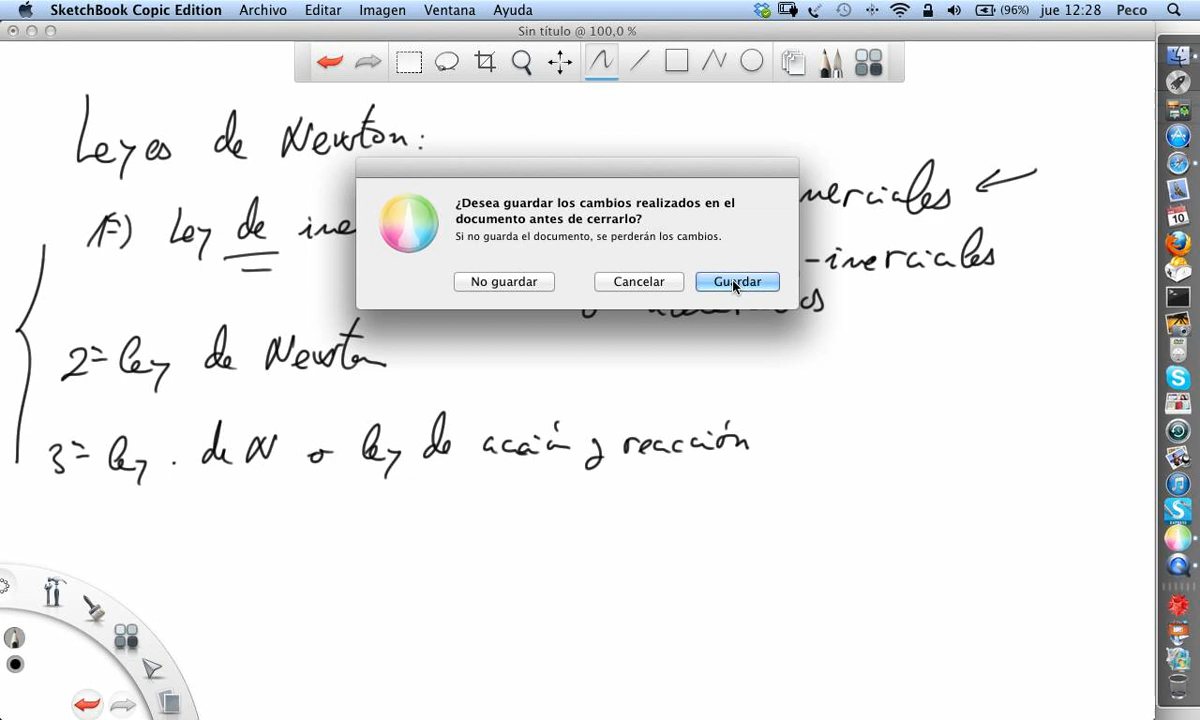 SketchBook Copic Edition Archivo Editar Imagen Ventana Ayuda (96%) jue 12:28 Peco
Sin título @ 100,0 %
Leyes de Newton:
Ley de ine
nerciales
-inerciales
¿Desea guardar los cambios realizados en el
documento antes de cerrarlo?
Si no guarda el documento, se perderán los cambios.
No guardar Cancelar Guardar
2ª ley de Newton
3ª ley . de N o ley de acción y reacción
10